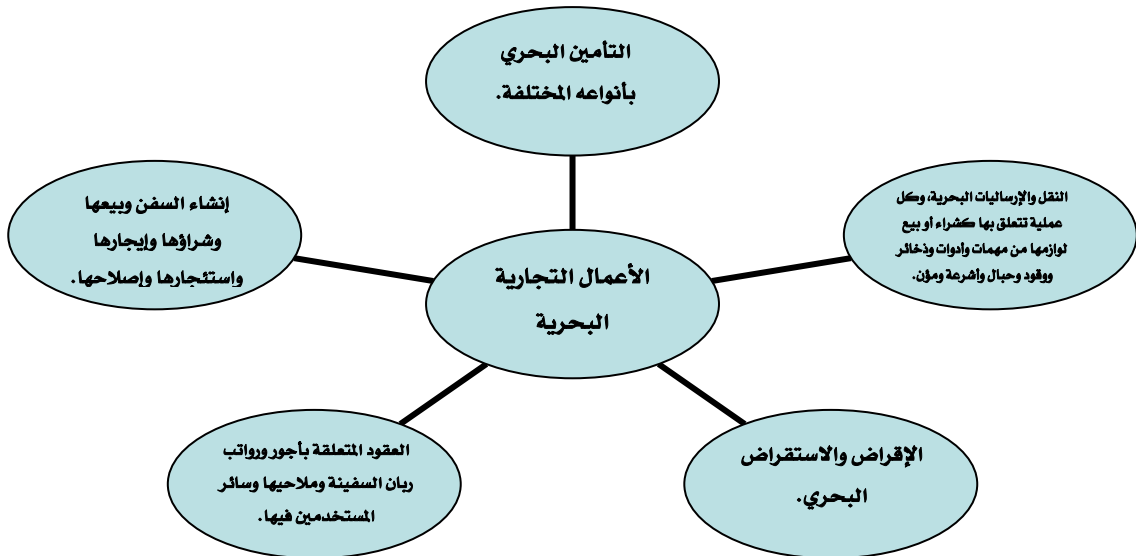 التأمين البحري
بأنواعه المختلفة.
النقل والإرساليات البحرية، وكل
عملية تتعلق بها كشراء أو بيع
لوازمها من مهمات وأدوات وذخائر
ووقود وحبال وأشرعة ومؤن.
إنشاء السفن وبيعها
وشراؤها وإيجارها
وإستئجارها وإصلاحها.
الأعمال التجارية
البحرية
الإقراض والاستقراض
البحري.
العقود المتعلقة بأجور ورواتب
ربان السفينة وملاحيها وسائر
المستخدمين فيها.